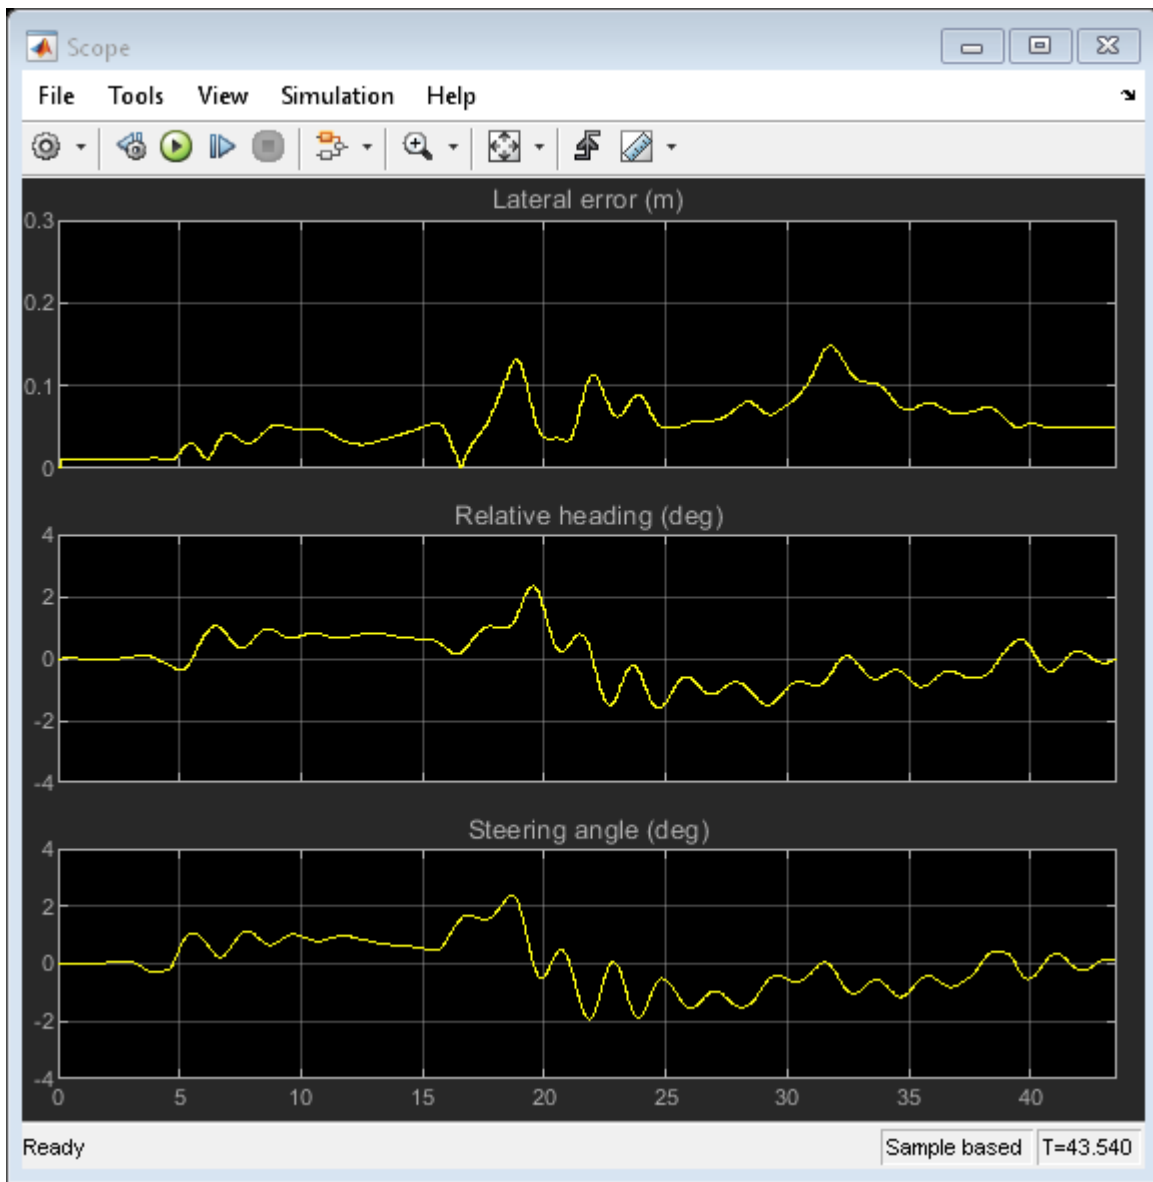 Scope
File Tools View Simulation Help
Lateral error (m)
0.3
0.2
0.1
0
Relative heading (deg)
4
2
0
-2
-4
Steering angle (deg)
4
2
0
-2
-4
0 5 10 15 20 25 30 35 40
Ready Sample based T=43.540